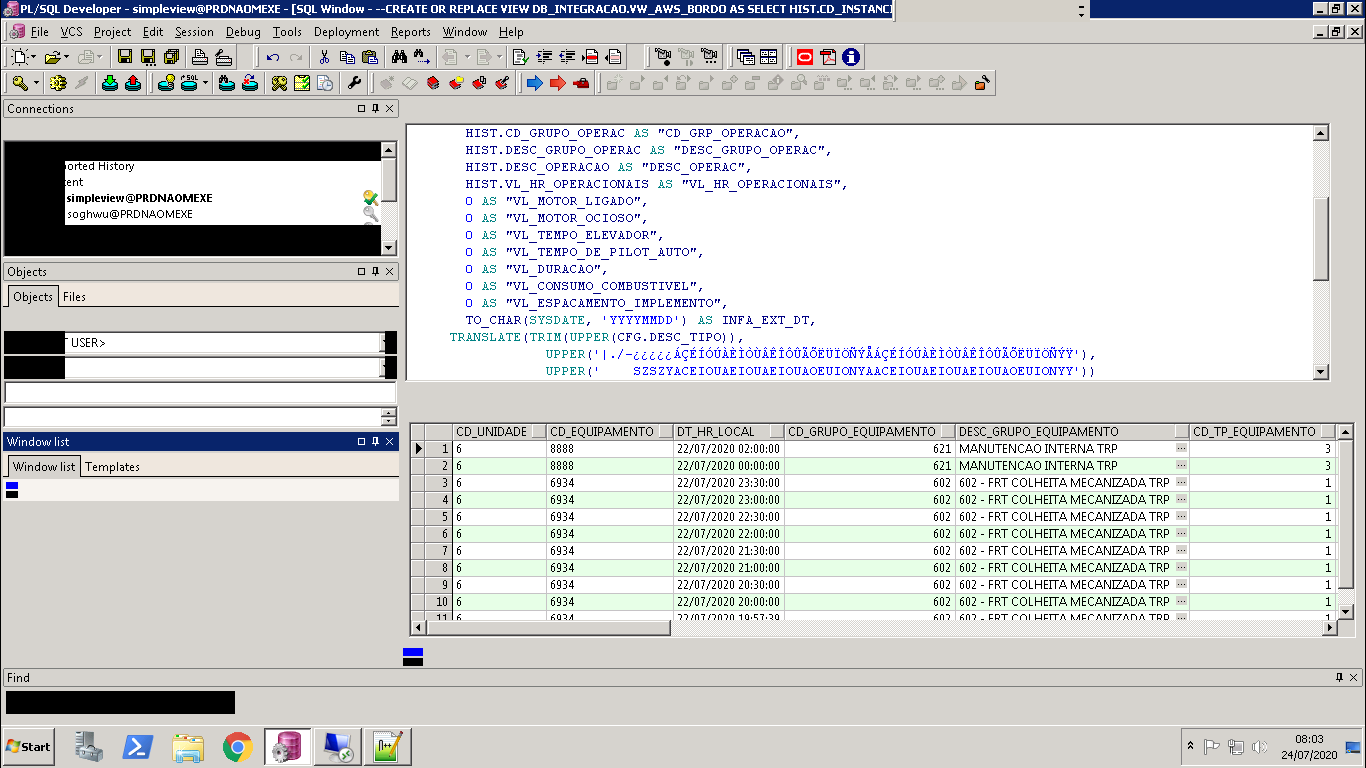 PL/SQL Developer - simpleview@PRDNAOMEXE - [SQL Window - --CREATE OR REPLACE VIEW DB_INTEGRACAO.VW_AWS_BORDO AS SELECT HIST.CD_INSTANCI
File VCS Project Edit Session Debug Tools Deployment Reports Window Help
Connections
ported History
simpleview@PRDNAOMEXE
soghwu@PRDNAOMEXE
Objects
Objects Files
USER>
Window list
Window list Templates
HIST.CD_GRUPO_OPERAC AS "CD_GRP_OPERACAO",
HIST.DESC_GRUPO_OPERAC AS "DESC_GRUPO_OPERAC",
HIST.DESC_OPERACAO AS "DESC_OPERAC",
HIST.VL_HR_OPERACIONAIS AS "VL_HR_OPERACIONAIS",
0 AS "VL_MOTOR_LIGADO",
0 AS "VL_MOTOR_OCIOSO",
0 AS "VL_TEMPO_ELEVADOR",
0 AS "VL_TEMPO_DE_PILOT_AUTO",
0 AS "VL_DURACAO",
0 AS "VL_CONSUMO_COMBUSTIVEL",
0 AS "VL_ESPACAMENTO_IMPLEMENTO",
TO_CHAR(SYSDATE, 'YYYYMMDD') AS INFA_EXT_DT,
TRANSLATE(TRIM(UPPER(CFG.DESC_TIPO)),
UPPER('|./-¿¿¿¿¿ÁÇÉÍÓÚÀÈÌÒÙÂÊÎÔÛÃÕËÜÏÖÑÝÅÁÇÉÍÓÚÀÈÌÒÙÂÊÎÔÛÃÕËÜÏÖÑÝŸ'),
UPPER('    SZSZYACEIOUAEIOUAEIOUAOEUIONYAACEIOUAEIOUAEIOUAOEUIONYY'))
CD_UNIDADE CD_EQUIPAMENTO DT_HR_LOCAL CD_GRUPO_EQUIPAMENTO DESC_GRUPO_EQUIPAMENTO CD_TP_EQUIPAMENTO
1 6 8888 22/07/2020 02:00:00 621 MANUTENCAO INTERNA TRP ... 3
2 6 8888 22/07/2020 00:00:00 621 MANUTENCAO INTERNA TRP ... 3
3 6 6934 22/07/2020 23:30:00 602 602 - FRT COLHEITA MECANIZADA TRP ... 1
4 6 6934 22/07/2020 23:00:00 602 602 - FRT COLHEITA MECANIZADA TRP ... 1
5 6 6934 22/07/2020 22:30:00 602 602 - FRT COLHEITA MECANIZADA TRP ... 1
6 6 6934 22/07/2020 22:00:00 602 602 - FRT COLHEITA MECANIZADA TRP ... 1
7 6 6934 22/07/2020 21:30:00 602 602 - FRT COLHEITA MECANIZADA TRP ... 1
8 6 6934 22/07/2020 21:00:00 602 602 - FRT COLHEITA MECANIZADA TRP ... 1
9 6 6934 22/07/2020 20:30:00 602 602 - FRT COLHEITA MECANIZADA TRP ... 1
10 6 6934 22/07/2020 20:00:00 602 602 - FRT COLHEITA MECANIZADA TRP ... 1
11 6 6934 22/07/2020 19:57:39 602 602 - FRT COLHEITA MECANIZADA TRP ... 1
Find
Start
08:03
24/07/2020